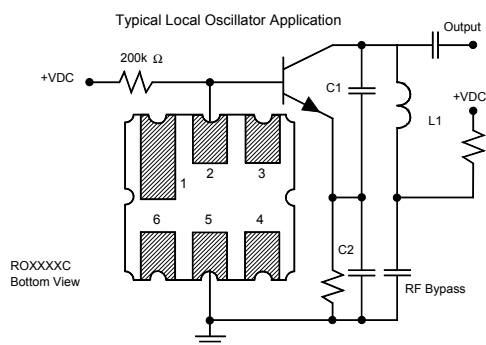 Typical Local Oscillator Application
Output
200k Ω
+VDC
C1
+VDC
L1
1
2
3
6
5
4
C2
ROXXXXC
Bottom View
RF Bypass